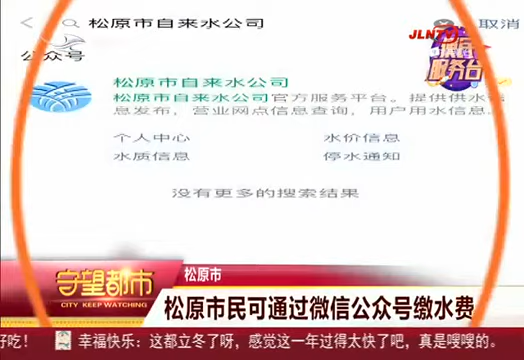 松原市自来水公司
取消
JLNTV
公众号
服务台
松原市自来水公司
松原市自来水公司官方服务平台。提供供水信
息发布，营业网点信息查询，用户用水信息...
个人中心
水价信息
水质信息
停水通知
没有更多的搜索结果
守望都市
CITY KEEP WATCHING
松原市
松原市民可通过微信公众号缴水费
好吃！
幸福快乐：这都立冬了呀，感觉这一年过得太快了吧，真是嗖嗖的。